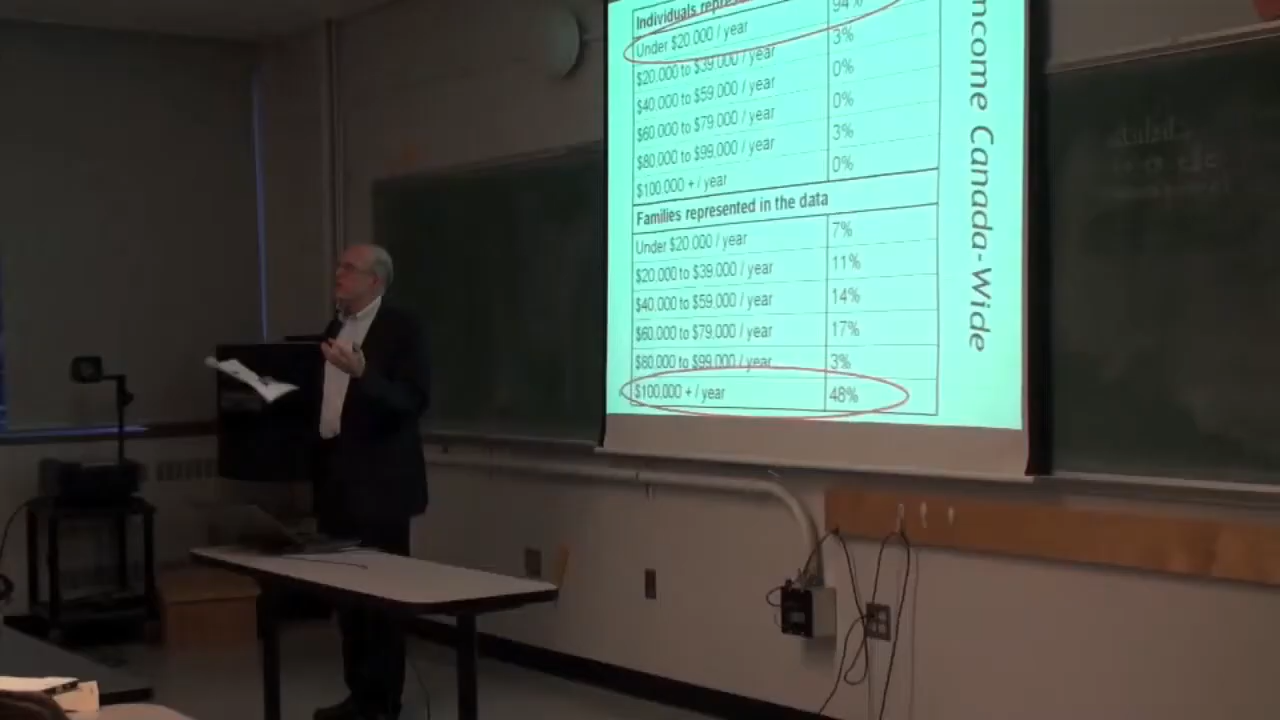 Individuals 94%
Under $20 000 / year 3%
$20.000 to $39.000 / year 0%
$40.000 to $59.000 / year 0%
$60.000 to $79.000 / year 3%
$80.000 to $99.000 / year 0%
$100.000 + / year
Families represented in the data
Under $20.000 / year 7%
$20.000 to $39.000 / year 11%
$40.000 to $59.000 / year 14%
$60.000 to $79.000 / year 17%
$80.000 to $99.000 / year 3%
$100,000 + / year 48%
ncome Canada-Wide